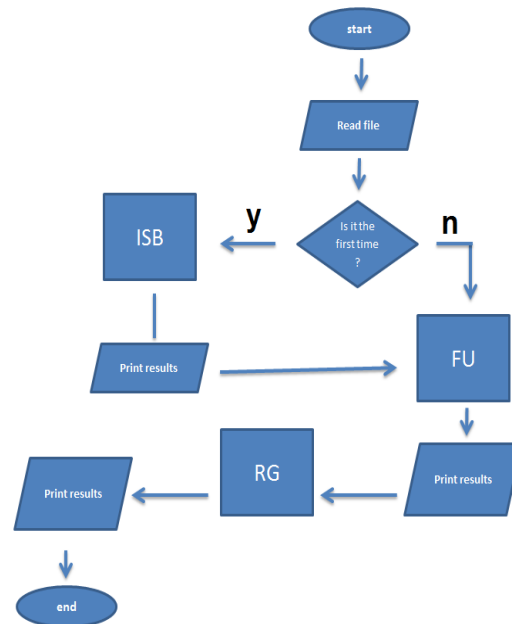 start
Read file
Is it the
first time
?
y
n
ISB
FU
Print results
Print results
RG
Print results
end